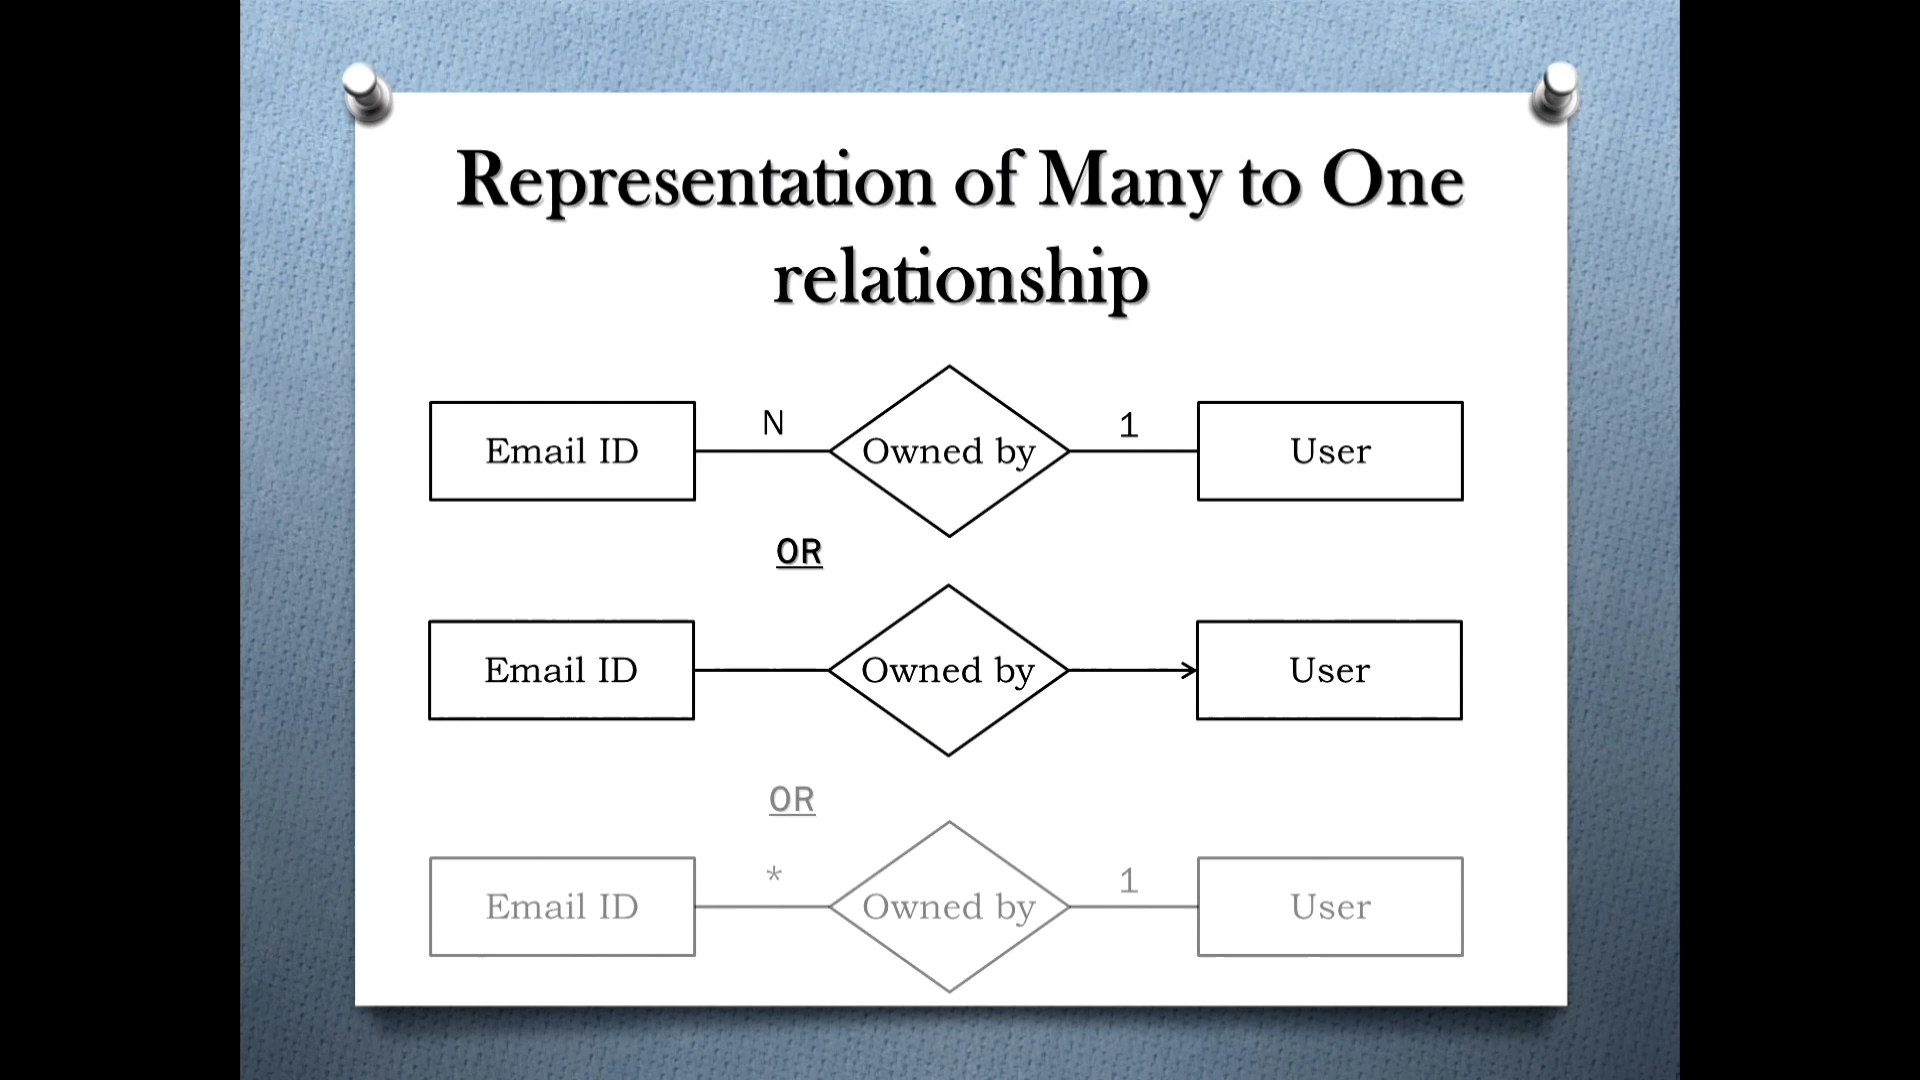 Representation of Many to One
relationship
Email ID N Owned by 1 User
OR
Email ID Owned by User
OR
Email ID * Owned by 1 User